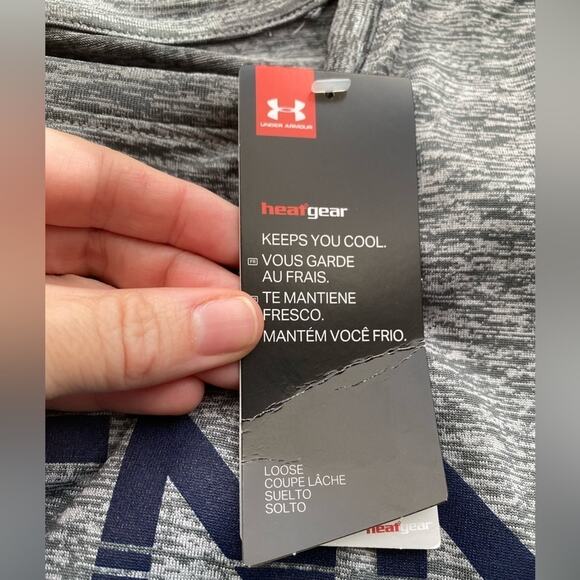 UNDER ARMOUR
heatgear
KEEPS YOU COOL.
FR VOUS GARDE
AU FRAIS.
TE MANTIENE
FRESCO.
MANTÉM VOCÊ FRIO.
LOOSE
COUPE LÂCHE
SUELTO
SOLTO
heatgear